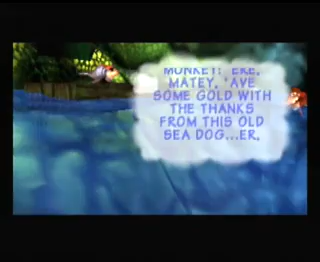 MONKEY! 'ERE,
MATEY, 'AVE
SOME GOLD WITH
THE THANKS
FROM THIS OLD
SEA DOG...ER,